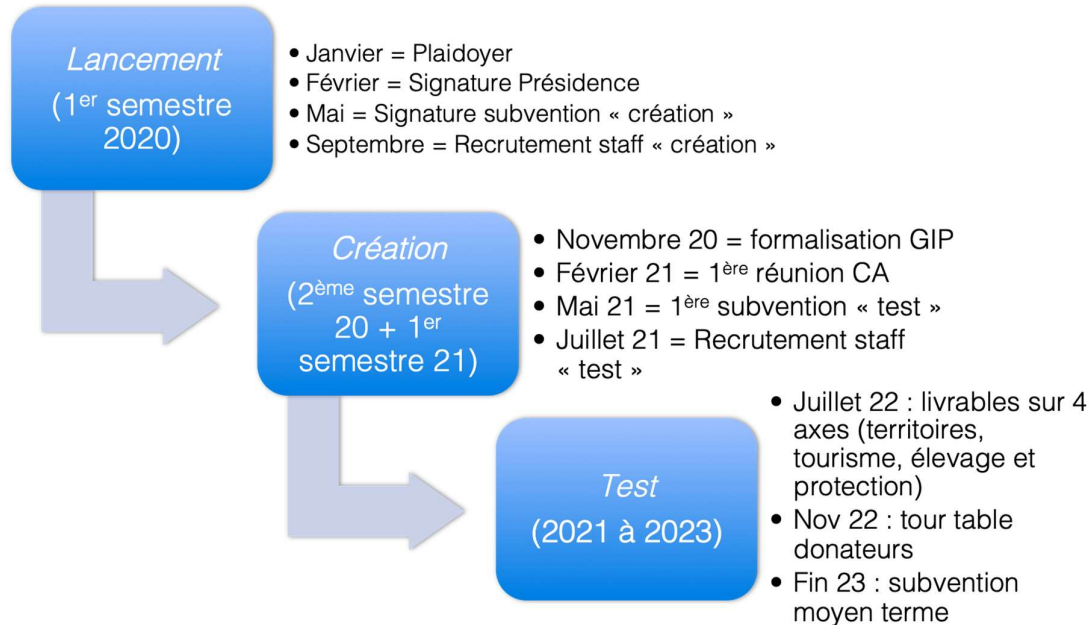 Lancement
(1er semestre
2020)
• Janvier = Plaidoyer
• Février = Signature Présidence
• Mai = Signature subvention « création »
• Septembre = Recrutement staff « création »
Création
(2ème semestre
20 + 1er
semestre 21)
• Novembre 20 = formalisation GIP
• Février 21 = 1ère réunion CA
• Mai 21 = 1ère subvention « test »
• Juillet 21 = Recrutement staff
« test »
Test
(2021 à 2023)
• Juillet 22 : livrables sur 4
axes (territoires,
tourisme, élevage et
protection)
• Nov 22 : tour table
donateurs
• Fin 23 : subvention
moyen terme